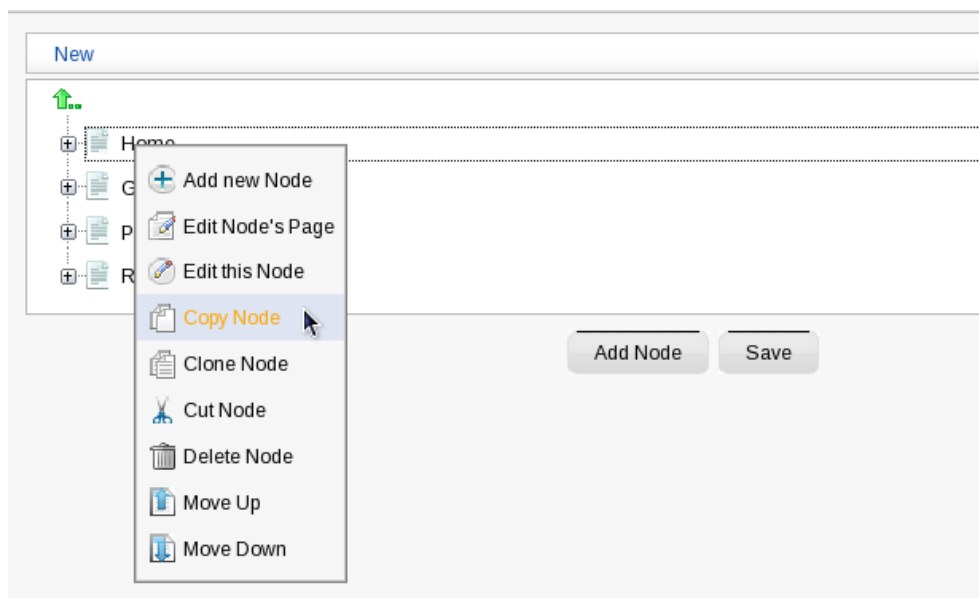 New
Home
G
P
R
Add new Node
Edit Node's Page
Edit this Node
Copy Node
Clone Node
Cut Node
Delete Node
Move Up
Move Down
Add Node
Save